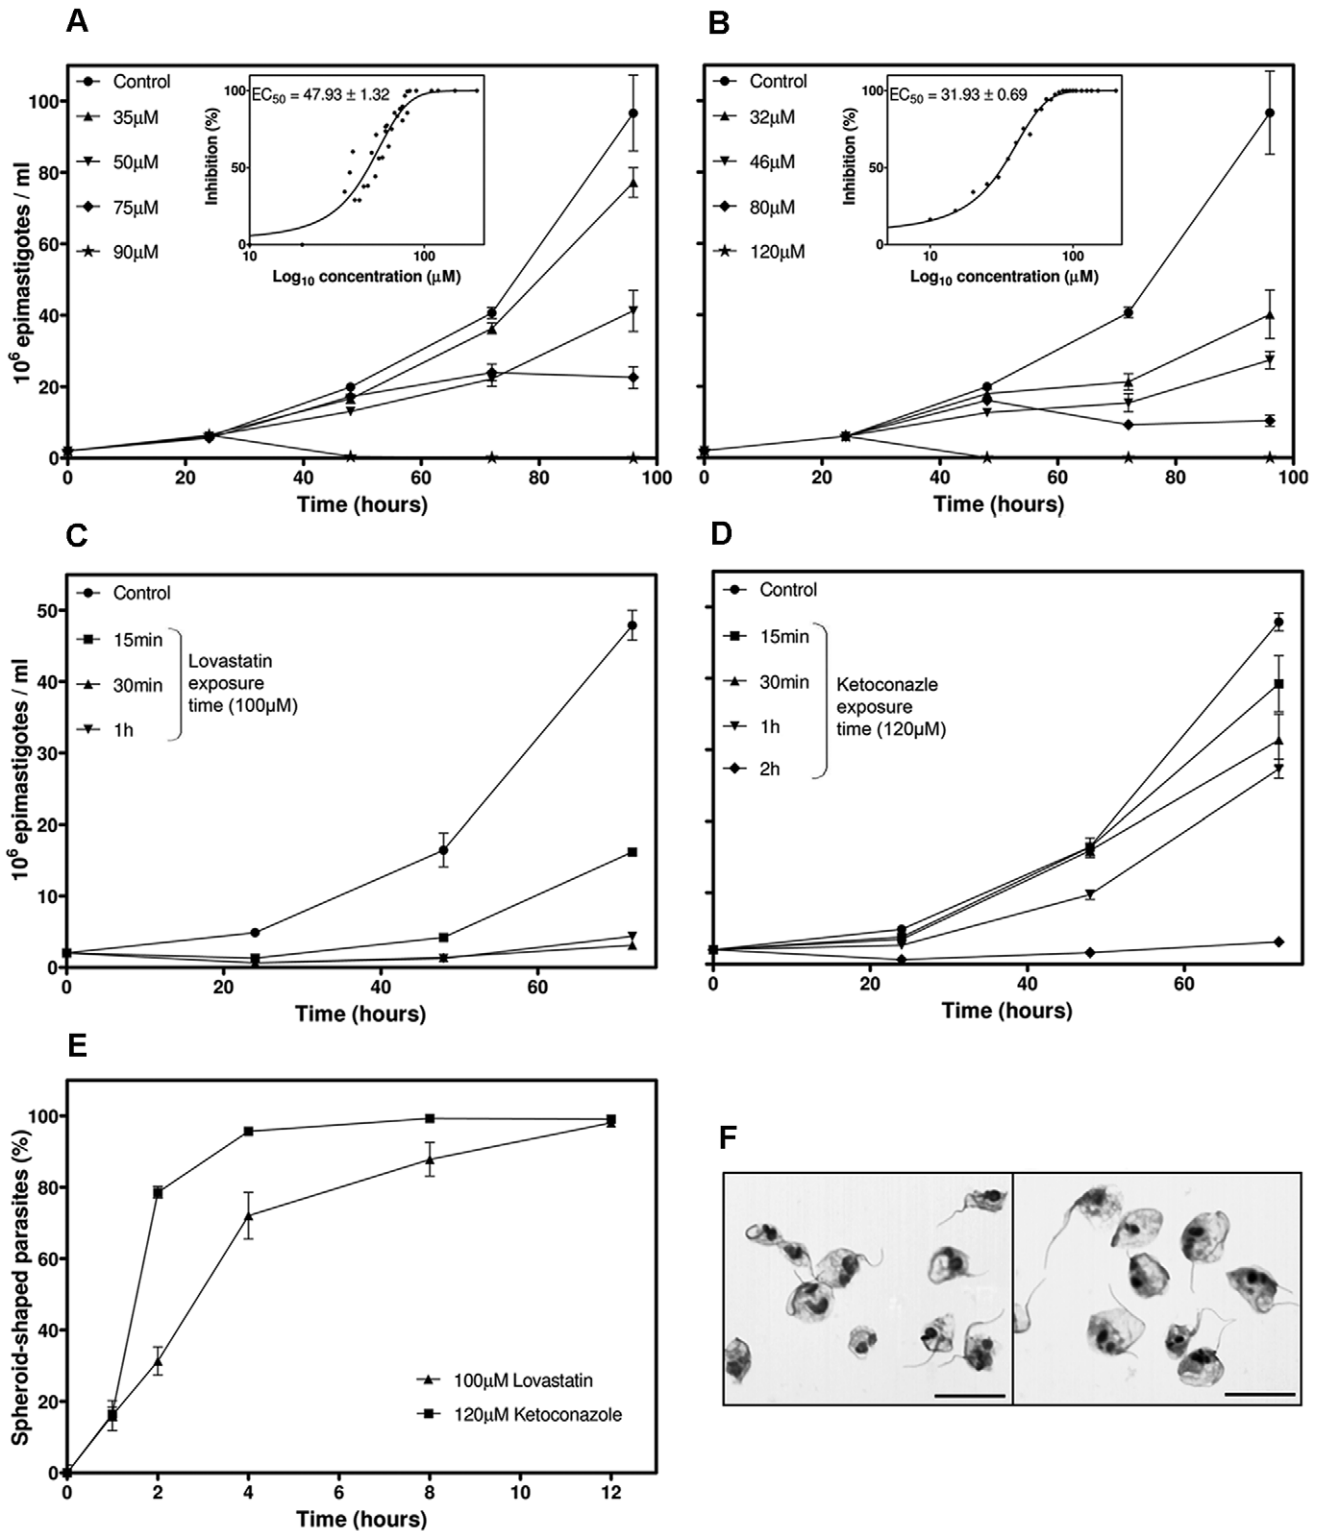 A
Control
35µM
50µM
75µM
90µM
EC50 = 47.93 ± 1.32
Inhibition (%)
100
50
0
10
100
Log10 concentration (µM)
10^6 epimastigotes / ml
100
80
60
40
20
0
0
20
40
60
80
100
Time (hours)
B
Control
32µM
46µM
80µM
120µM
EC50 = 31.93 ± 0.69
Inhibition (%)
100
50
0
10
100
Log10 concentration (µM)
0
20
40
60
80
100
Time (hours)
C
Control
15min
30min
1h
Lovastatin
exposure
time (100µM)
10^6 epimastigotes / ml
50
40
30
20
10
0
0
20
40
60
Time (hours)
D
Control
15min
30min
1h
2h
Ketoconazle
exposure
time (120µM)
0
20
40
60
Time (hours)
E
Spheroid-shaped parasites (%)
100
80
60
40
20
0
0
2
4
6
8
10
12
100µM Lovastatin
120µM Ketoconazole
Time (hours)
F